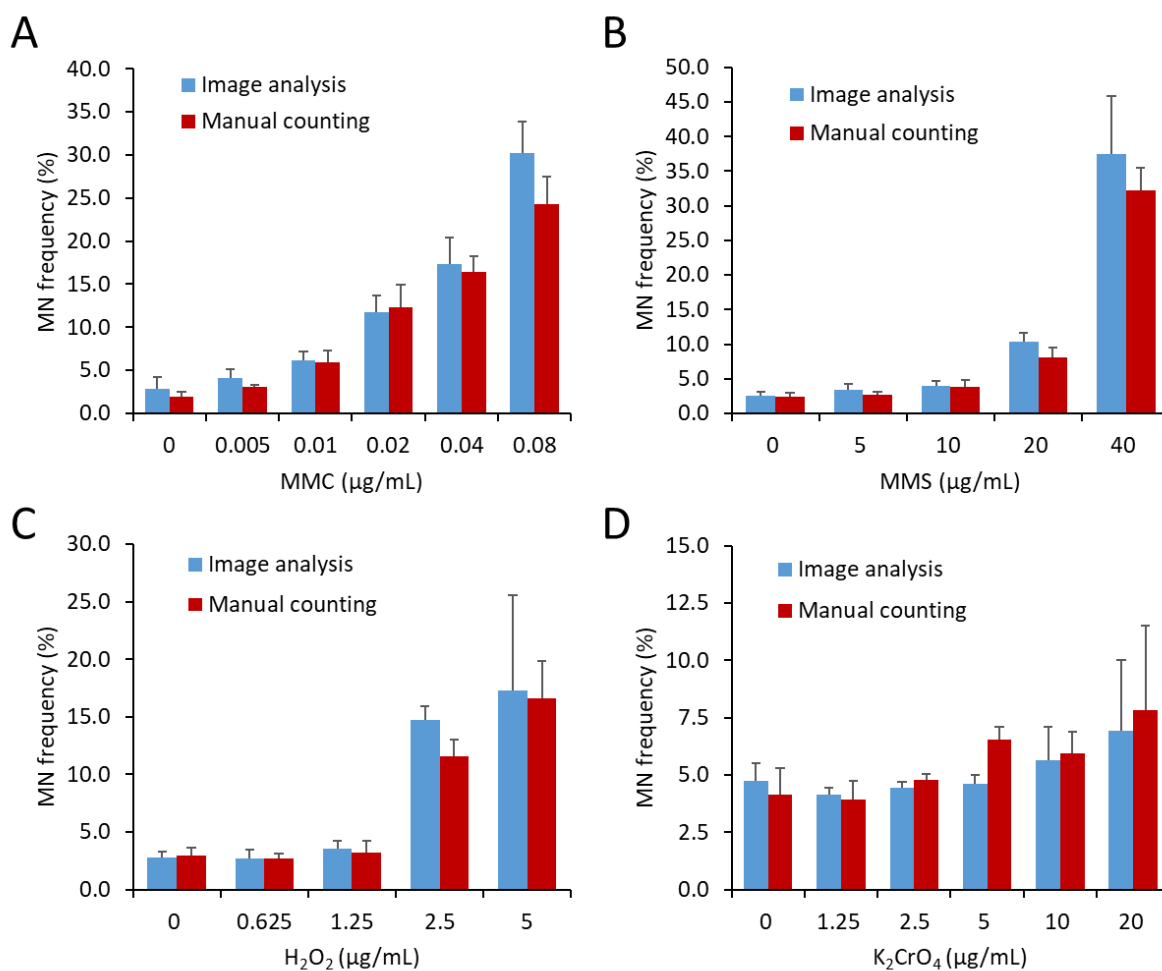 A
MN frequency (%)
40.0
35.0
30.0
25.0
20.0
15.0
10.0
5.0
0.0
Image analysis
Manual counting
0 0.005 0.01 0.02 0.04 0.08
MMC (µg/mL)
B
MN frequency (%)
50.0
45.0
40.0
35.0
30.0
25.0
20.0
15.0
10.0
5.0
0.0
Image analysis
Manual counting
0 5 10 20 40
MMS (µg/mL)
C
MN frequency (%)
30.0
25.0
20.0
15.0
10.0
5.0
0.0
Image analysis
Manual counting
0 0.625 1.25 2.5 5
H₂O₂ (µg/mL)
D
MN frequency (%)
15.0
12.5
10.0
7.5
5.0
2.5
0.0
Image analysis
Manual counting
0 1.25 2.5 5 10 20
K₂CrO₄ (µg/mL)